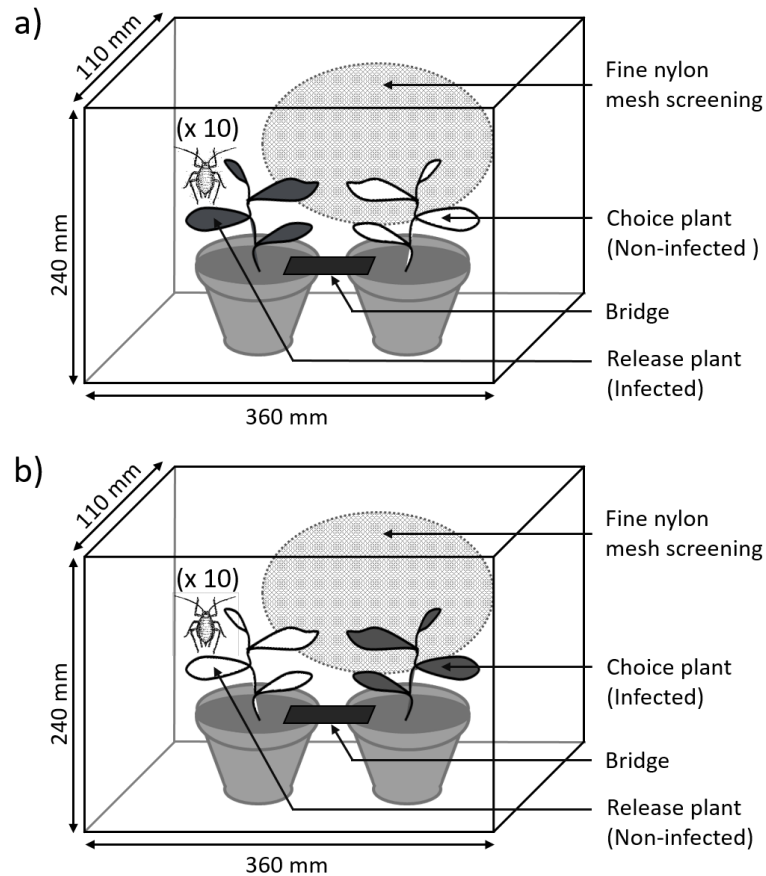 a)
110 mm
(x 10)
Fine nylon
mesh screening
Choice plant
(Non-infected )
240 mm
Bridge
Release plant
(Infected)
360 mm
b)
110 mm
(x 10)
Fine nylon
mesh screening
Choice plant
(Infected)
240 mm
Bridge
Release plant
(Non-infected)
360 mm